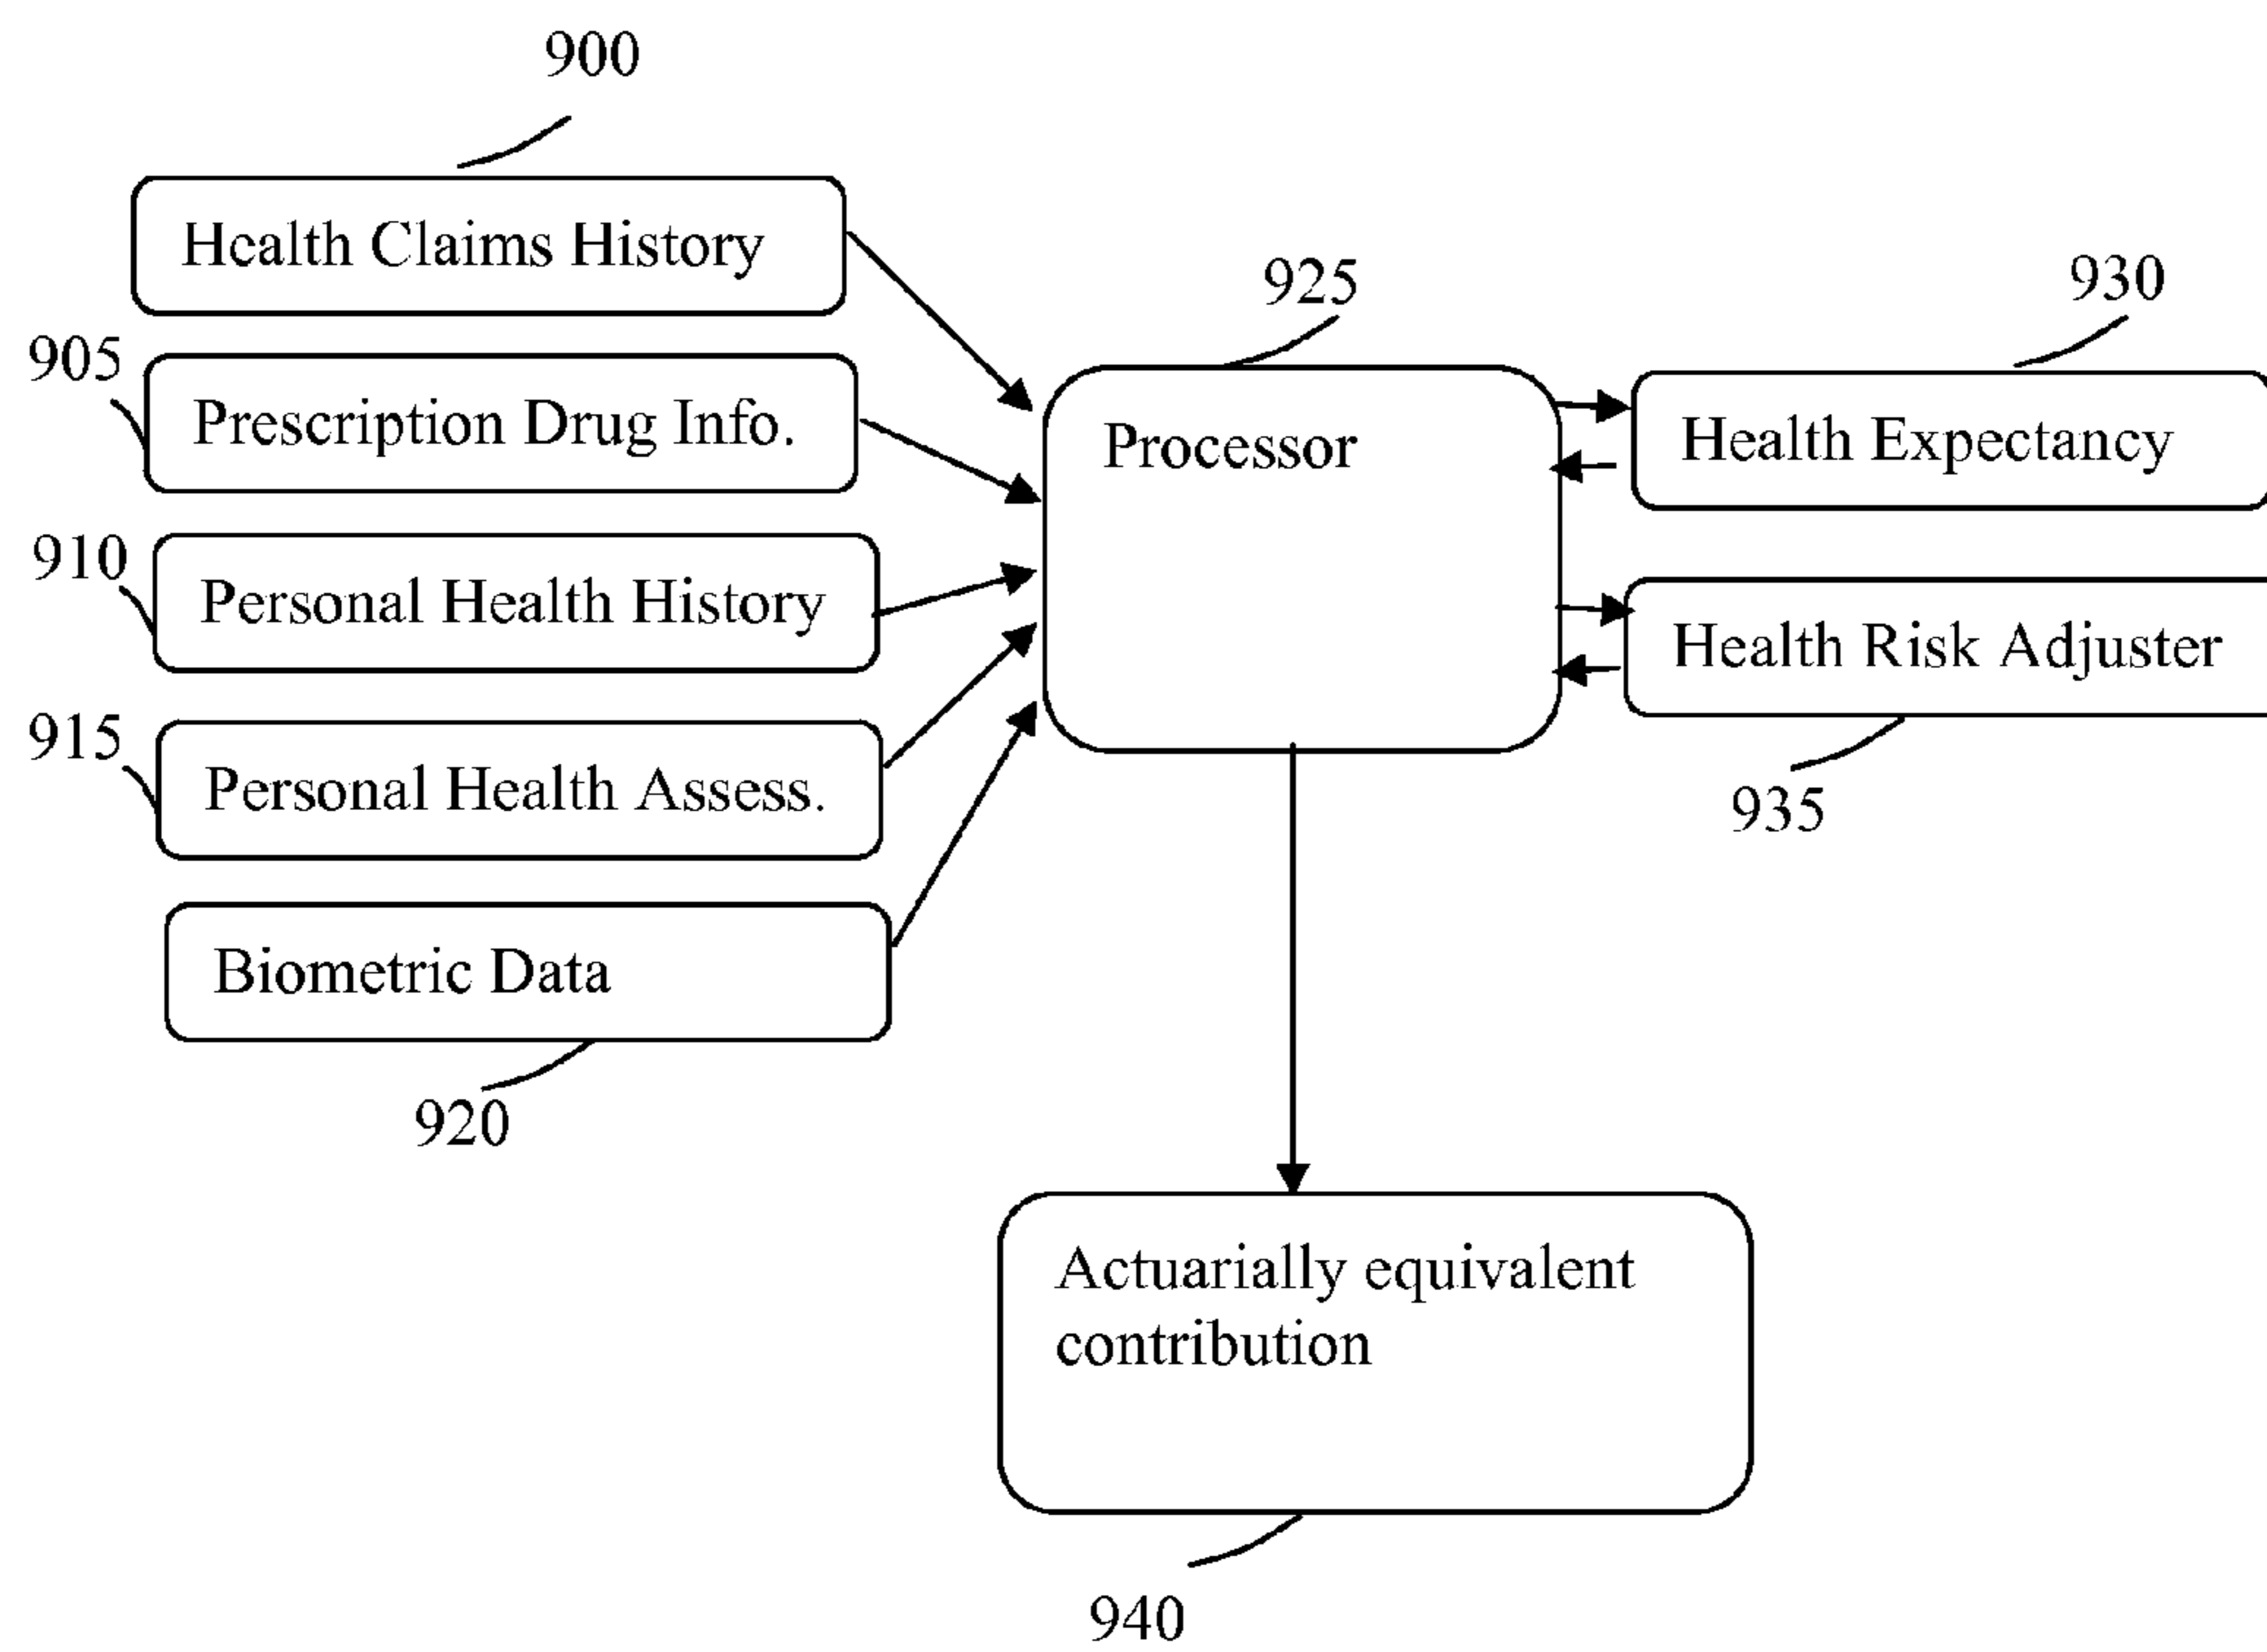 900
Health Claims History
925
930
905
Prescription Drug Info.
Processor
Health Expectancy
910
Personal Health History
Health Risk Adjuster
915
Personal Health Assess.
935
Biometric Data
920
Actuarially equivalent
contribution
940